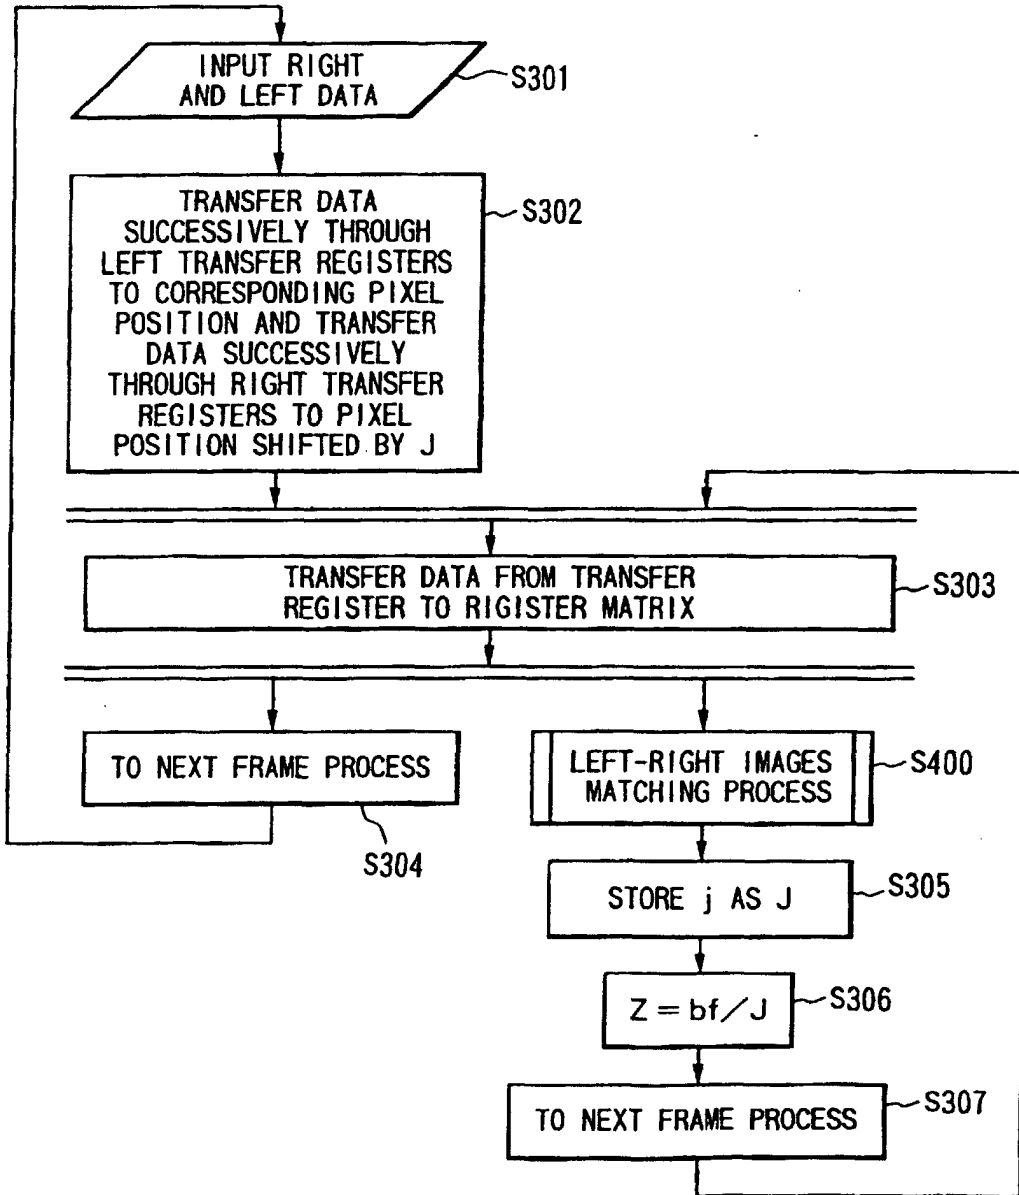 INPUT RIGHT
AND LEFT DATA
S301
TRANSFER DATA
SUCCESSIVELY THROUGH
LEFT TRANSFER REGISTERS
TO CORRESPONDING PIXEL
POSITION AND TRANSFER
DATA SUCCESSIVELY
THROUGH RIGHT TRANSFER
REGISTERS TO PIXEL
POSITION SHIFTED BY J
S302
TRANSFER DATA FROM TRANSFER
REGISTER TO RIGISTER MATRIX
S303
TO NEXT FRAME PROCESS
S304
LEFT-RIGHT IMAGES
MATCHING PROCESS
S400
STORE j AS J
S305
Z = bf/J
S306
TO NEXT FRAME PROCESS
S307